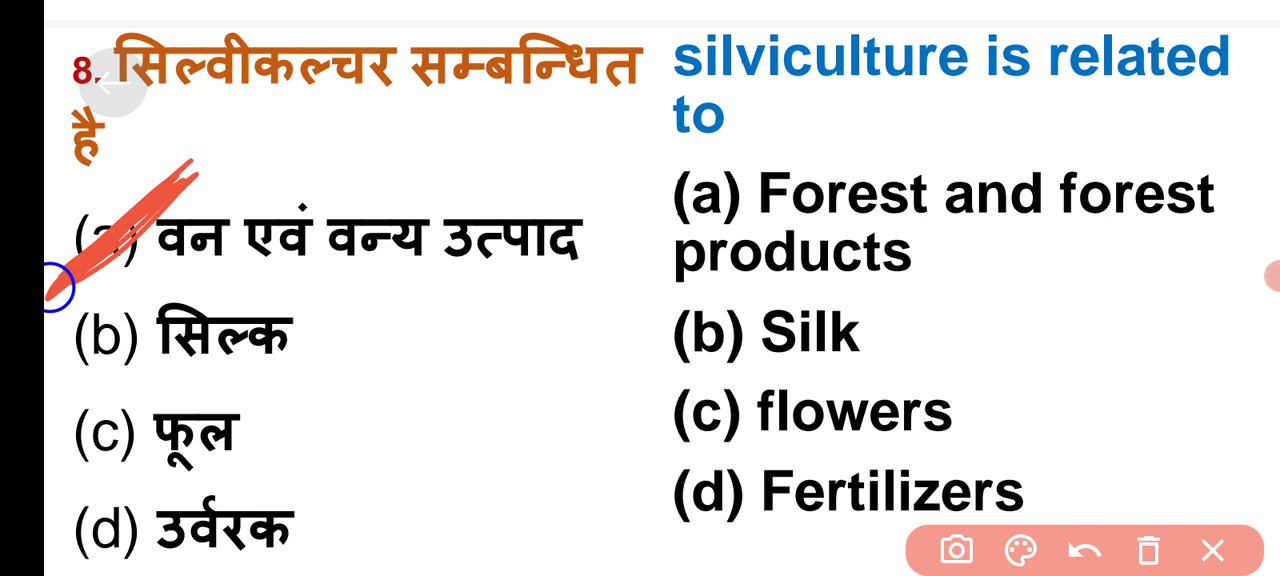 8. सिल्वीकल्चर सम्बन्धित
है
(a) वन एवं वन्य उत्पाद
(b) सिल्क
(c) फूल
(d) उर्वरक
silviculture is related
to
(a) Forest and forest
products
(b) Silk
(c) flowers
(d) Fertilizers